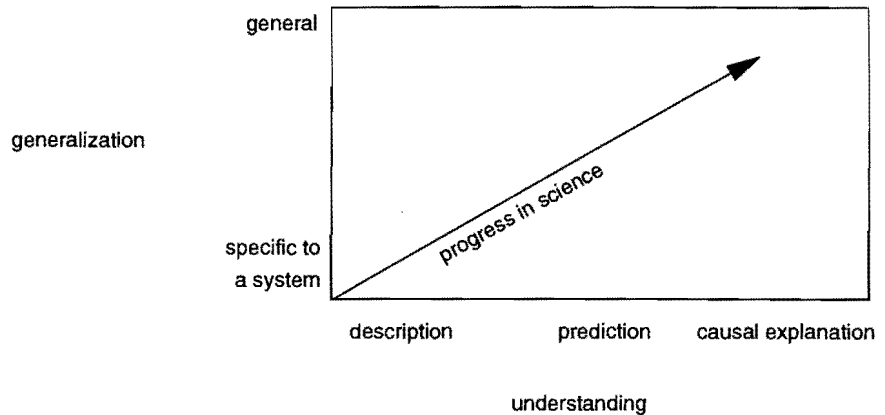 general
generalization
progress in science
specific to
a system
description prediction causal explanation
understanding